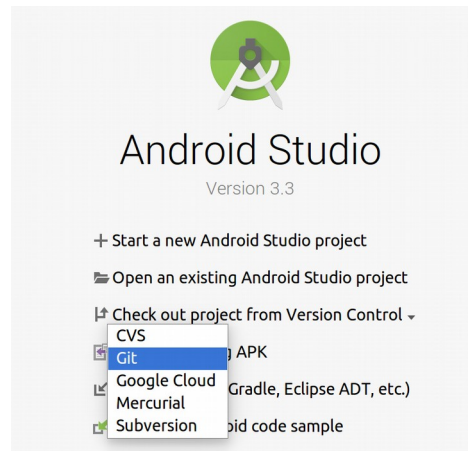 Android Studio
Version 3.3
Start a new Android Studio project
Open an existing Android Studio project
Check out project from Version Control
CVS
Git
g APK
Google Cloud
Gradle, Eclipse ADT, etc.)
Mercurial
Subversion
oid code sample